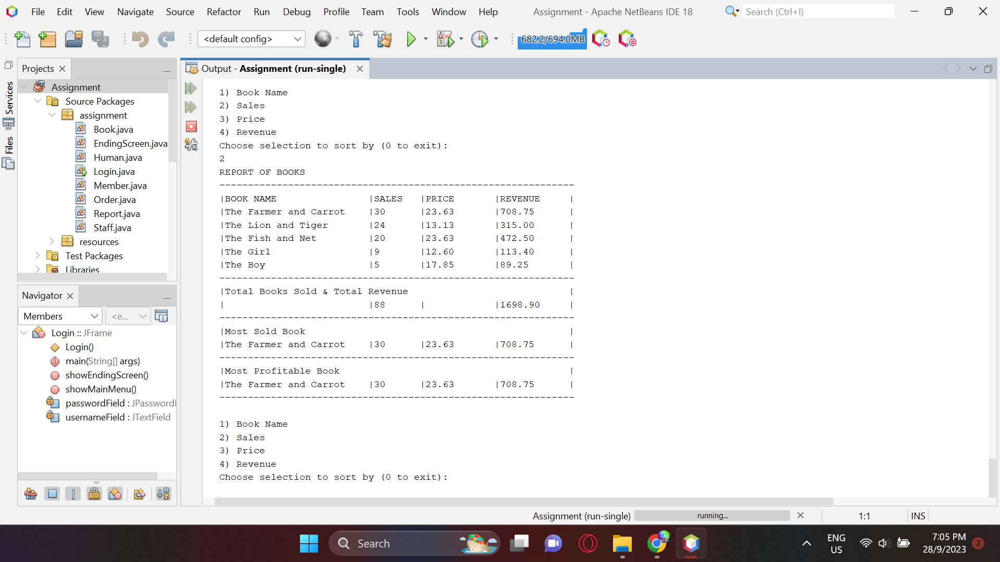 File Edit View Navigate Source Refactor Run Debug Profile Team Tools Window Help Assignment - Apache NetBeans IDE 18 Search (Ctrl+I)
<default config> 682.2/694.0MB
Projects
Services
Files
Assignment
Source Packages
assignment
Book.java
EndingScreen.java
Human.java
Login.java
Member.java
Order.java
Report.java
Staff.java
resources
Test Packages
Libraries
Navigator
Members <e...
Login :: JFrame
Login()
main(String[] args)
showEndingScreen()
showMainMenu()
passwordField : JPassword
usernameField : JTextField
Output - Assignment (run-single)
1) Book Name
2) Sales
3) Price
4) Revenue
Choose selection to sort by (0 to exit):
2
REPORT OF BOOKS
--------------------------------------------------------------
|BOOK NAME |SALES |PRICE |REVENUE |
|The Farmer and Carrot |30 |23.63 |708.75 |
|The Lion and Tiger |24 |13.13 |315.00 |
|The Fish and Net |20 |23.63 |472.50 |
|The Girl |9 |12.60 |113.40 |
|The Boy |5 |17.85 |89.25 |
--------------------------------------------------------------
|Total Books Sold & Total Revenue |
| |88 | |1698.90 |
--------------------------------------------------------------
|Most Sold Book |
|The Farmer and Carrot |30 |23.63 |708.75 |
--------------------------------------------------------------
|Most Profitable Book |
|The Farmer and Carrot |30 |23.63 |708.75 |
--------------------------------------------------------------
1) Book Name
2) Sales
3) Price
4) Revenue
Choose selection to sort by (0 to exit):
Assignment (run-single) running... 1:1 INS
Search
ENG
US
7:05 PM
28/9/2023
2